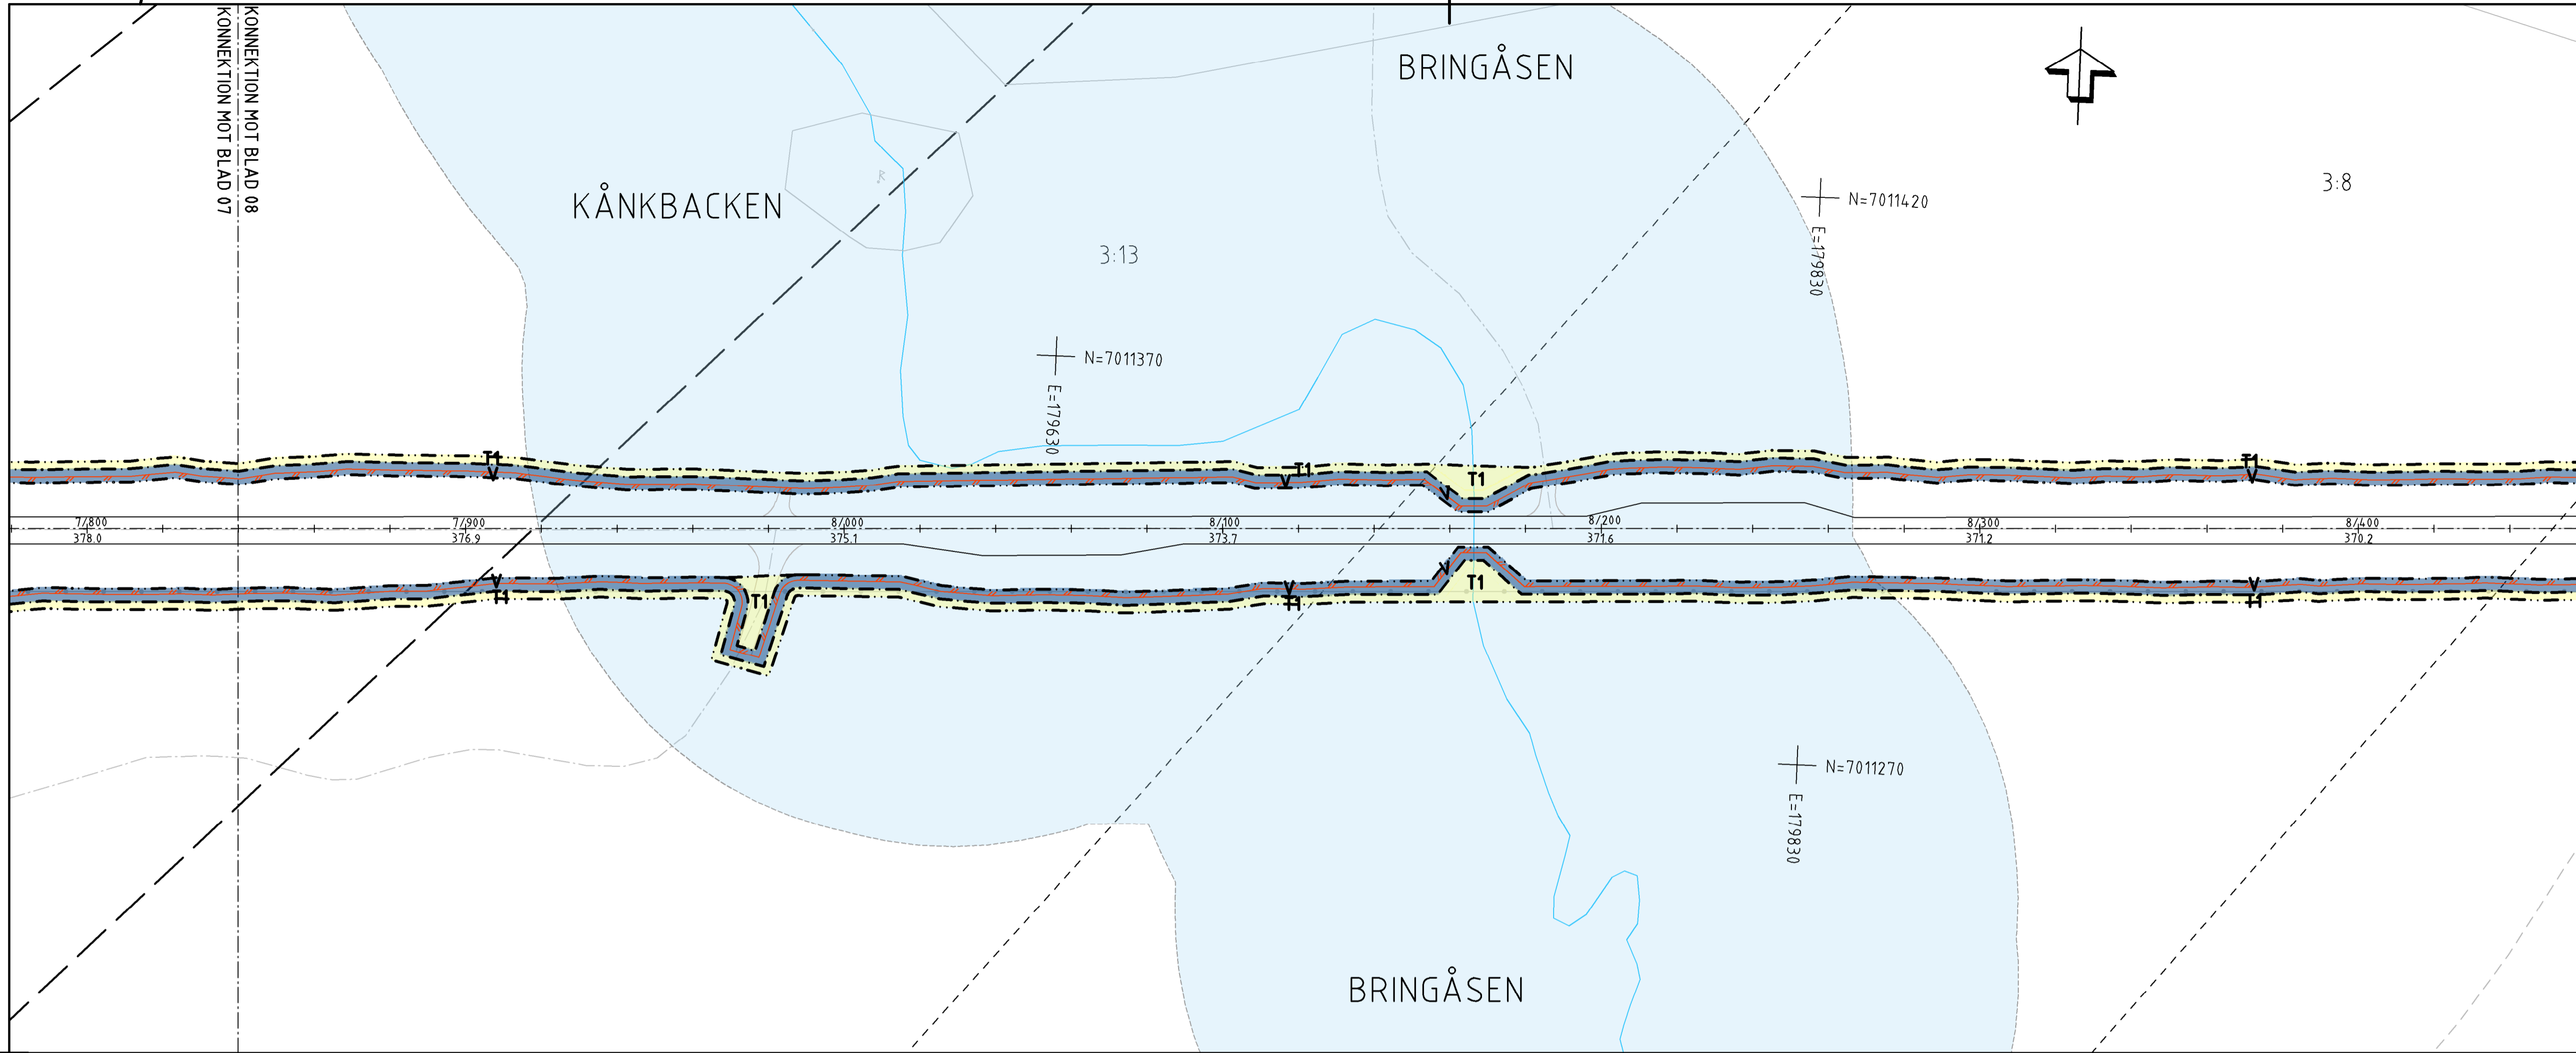 KONNEKTION MOT BLAD 08
KONNEKTION MOT BLAD 07
BRINGÅSEN
KÅNKBACKEN
R
3:13
3:8
N=7011420
E=179830
N=7011370
E=179630
T1
V
T1
V
V
T1
T1
V
7/800
378.0
7/900
376.9
8/000
375.1
8/100
373.7
8/200
371.6
8/300
371.2
8/400
370.2
V
T1
T1
V
T1
V
T1
V
T1
N=7011270
E=179830
BRINGÅSEN